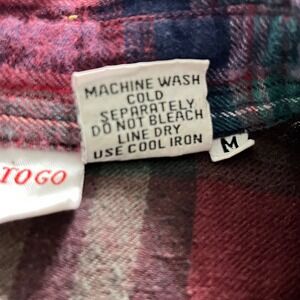 MACHINE WASH
COLD
SEPARATELY
DO NOT BLEACH
LINE DRY
USE COOL IRON
M
TOGO